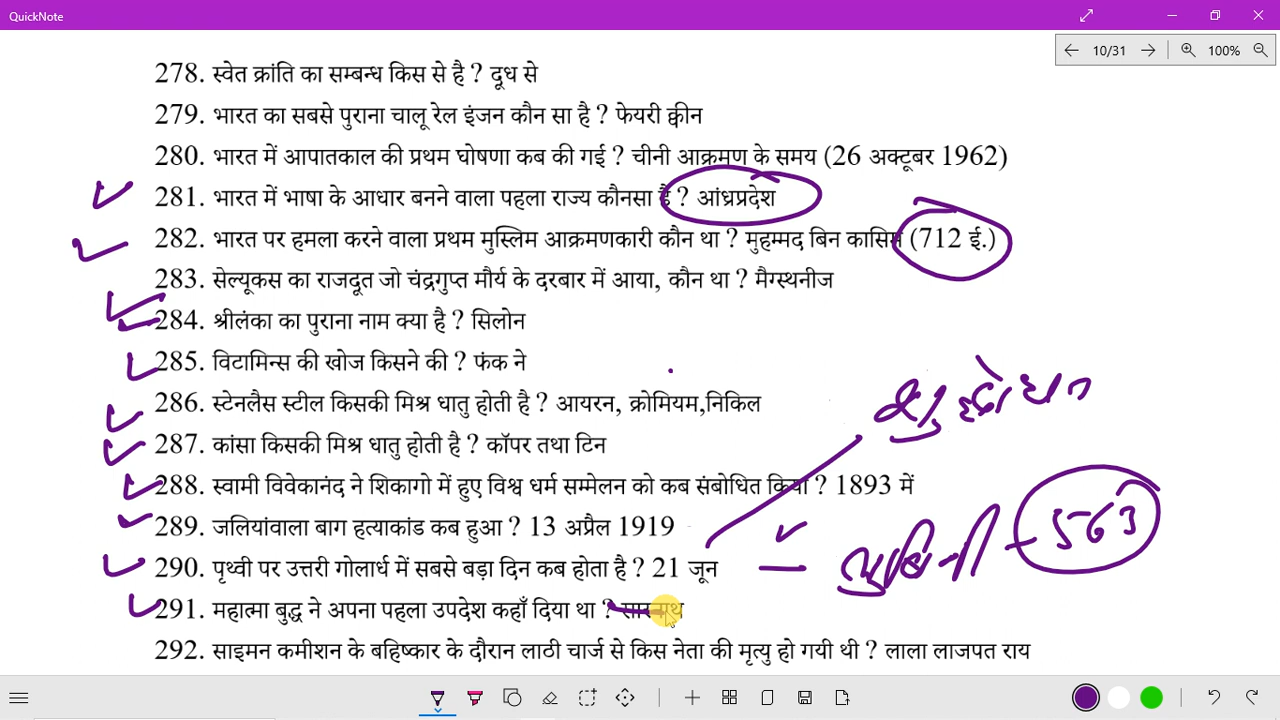 QuickNote
10/31
100%
278. स्वेत क्रांति का सम्बन्ध किस से है ? दूध से
279. भारत का सबसे पुराना चालू रेल इंजन कौन सा है ? फेयरी क्वीन
280. भारत में आपातकाल की प्रथम घोषणा कब की गई ? चीनी आक्रमण के समय (26 अक्टूबर 1962)
281. भारत में भाषा के आधार बनने वाला पहला राज्य कौनसा है ? आंध्रप्रदेश
282. भारत पर हमला करने वाला प्रथम मुस्लिम आक्रमणकारी कौन था ? मुहम्मद बिन कासिम (712 ई.)
283. सेल्यूकस का राजदूत जो चंद्रगुप्त मौर्य के दरबार में आया, कौन था ? मैग्स्थनीज
284. श्रीलंका का पुराना नाम क्या है ? सिलोन
285. विटामिन्स की खोज किसने की ? फंक ने
286. स्टेनलैस स्टील किसकी मिश्र धातु होती है ? आयरन, क्रोमियम,निकिल
287. कांसा किसकी मिश्र धातु होती है ? कॉपर तथा टिन
288. स्वामी विवेकानंद ने शिकागो में हुए विश्व धर्म सम्मेलन को कब संबोधित किया ? 1893 में
289. जलियांवाला बाग हत्याकांड कब हुआ ? 13 अप्रैल 1919
563
290. पृथ्वी पर उत्तरी गोलार्ध में सबसे बड़ा दिन कब होता है ? 21 जून
291. महात्मा बुद्ध ने अपना पहला उपदेश कहाँ दिया था ? सारनाथ
292. साइमन कमीशन के बहिष्कार के दौरान लाठी चार्ज से किस नेता की मृत्यु हो गयी थी ? लाला लाजपत राय